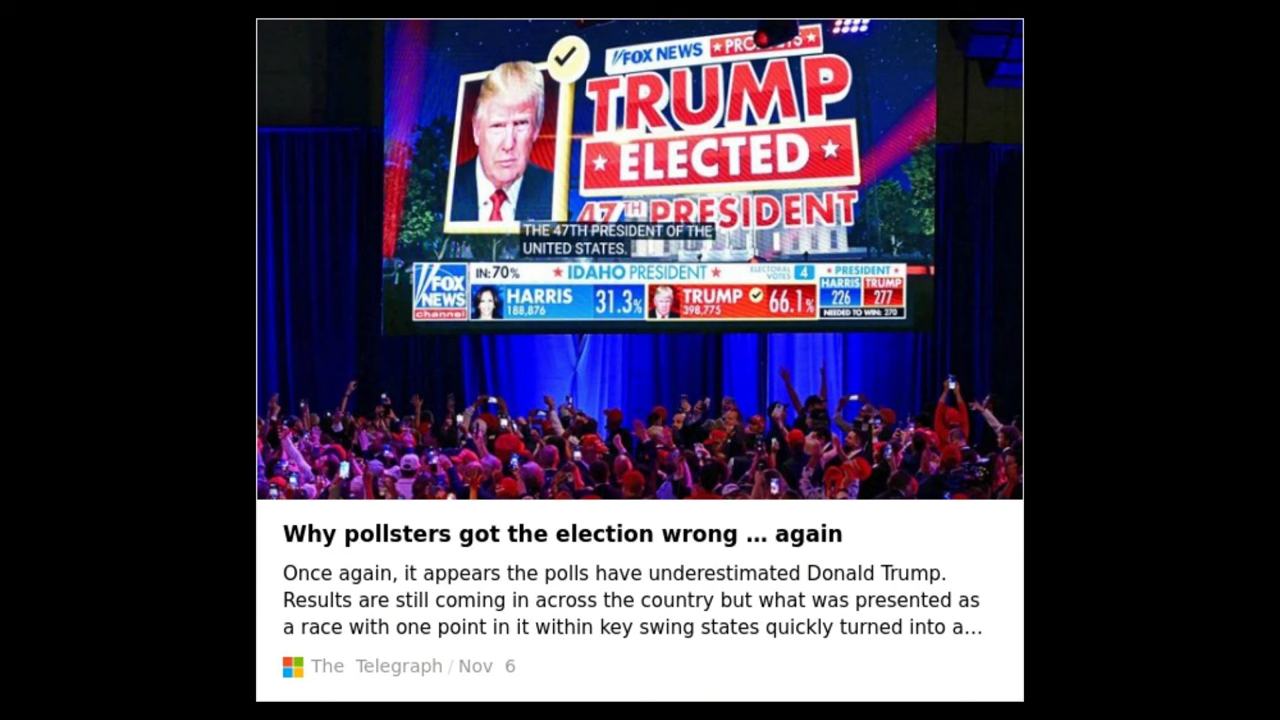 FOX NEWS PROJECTS
TRUMP
ELECTED
47TH PRESIDENT
THE 47TH PRESIDENT OF THE
UNITED STATES.
FOX NEWS channel
IN: 70% IDAHO PRESIDENT ELECTORAL VOTES 4 PRESIDENT
HARRIS 188,876 31.3% TRUMP 398,775 66.1% HARRIS 226 TRUMP 277
NEEDED TO WIN: 270
Why pollsters got the election wrong … again
Once again, it appears the polls have underestimated Donald Trump.
Results are still coming in across the country but what was presented as
a race with one point in it within key swing states quickly turned into a…
The Telegraph / Nov 6